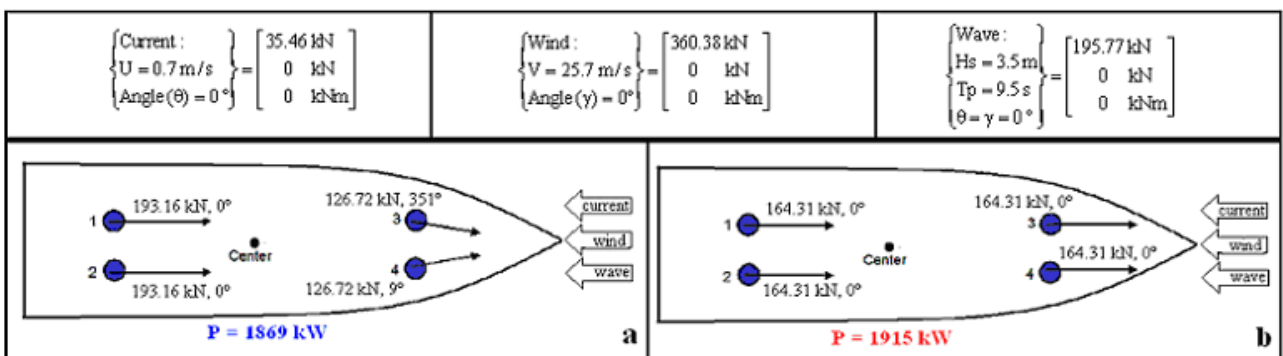 Current :
U = 0.7 m/s
Angle (θ) = 0°
=
35.46 kN
0 kN
0 kNm
Wind :
V = 25.7 m/s
Angle (γ) = 0°
=
360.38 kN
0 kN
0 kNm
Wave :
Hs = 3.5 m
Tp = 9.5 s
θ = γ = 0°
=
195.77 kN
0 kN
0 kNm
193.16 kN, 0°
126.72 kN, 351°
1
3
current
Center
wind
2
4
wave
193.16 kN, 0°
126.72 kN, 9°
P = 1869 kW
a
164.31 kN, 0°
164.31 kN, 0°
1
3
current
Center
wind
164.31 kN, 0°
2
4
wave
164.31 kN, 0°
P = 1915 kW
b